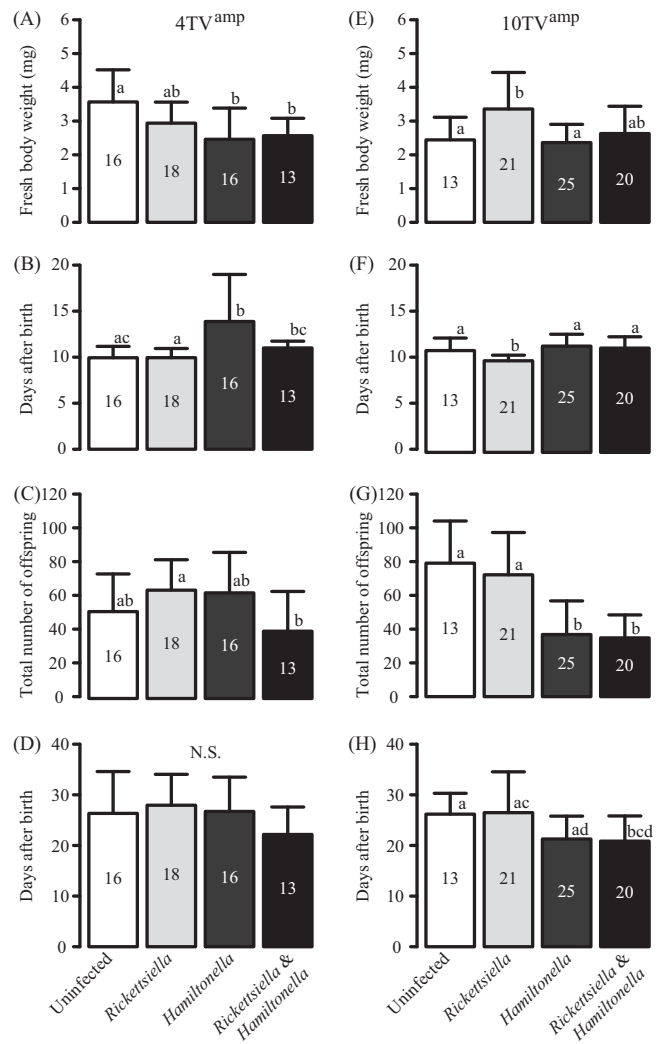 (A)
4TVamp
Fresh body weight (mg)
6
5
4
3
2
1
0
a
ab
b
b
16
18
16
13
(E)
10TVamp
Fresh body weight (mg)
6
5
4
3
2
1
0
a
b
a
ab
13
21
25
20
(B)
Days after birth
20
15
10
5
0
ac
a
b
bc
16
18
16
13
(F)
Days after birth
20
15
10
5
0
a
b
a
a
13
21
25
20
(C)
Total number of offspring
120
100
80
60
40
20
0
ab
a
ab
b
16
18
16
13
(G)
Total number of offspring
120
100
80
60
40
20
0
a
a
b
b
13
21
25
20
(D)
Days after birth
40
30
20
10
0
N.S.
16
18
16
13
(H)
Days after birth
40
30
20
10
0
a
ac
ad
bcd
13
21
25
20
Uninfected
Rickettsiella
Hamiltonella
Rickettsiella &
Hamiltonella
Uninfected
Rickettsiella
Hamiltonella
Rickettsiella &
Hamiltonella